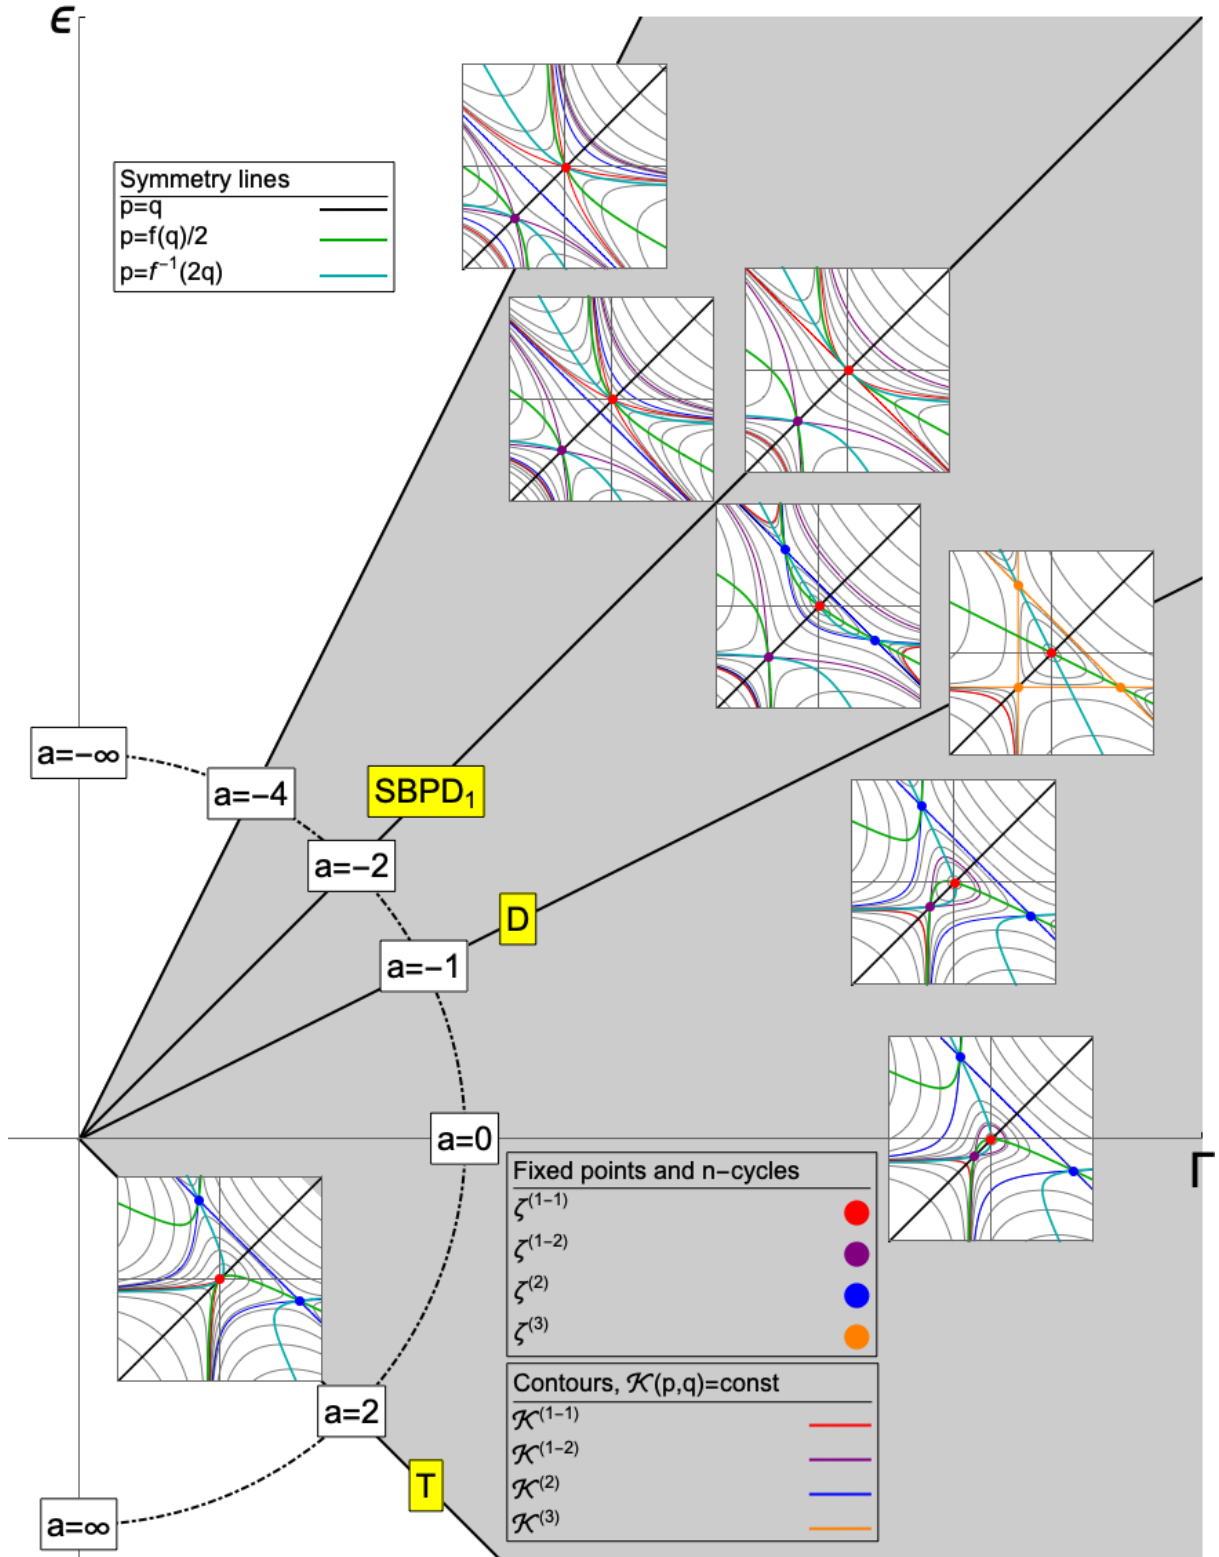 ϵ
Symmetry lines
p=q
p=f(q)/2
p=f⁻¹(2q)
a=−∞
a=−4
SBPD₁
a=−2
D
a=−1
a=0
Γ
Fixed points and n−cycles
ζ⁽¹⁻¹⁾
ζ⁽¹⁻²⁾
ζ⁽²⁾
ζ⁽³⁾
Contours, 𝒦(p,q)=const
𝒦⁽¹⁻¹⁾
𝒦⁽¹⁻²⁾
𝒦⁽²⁾
𝒦⁽³⁾
a=2
T
a=∞